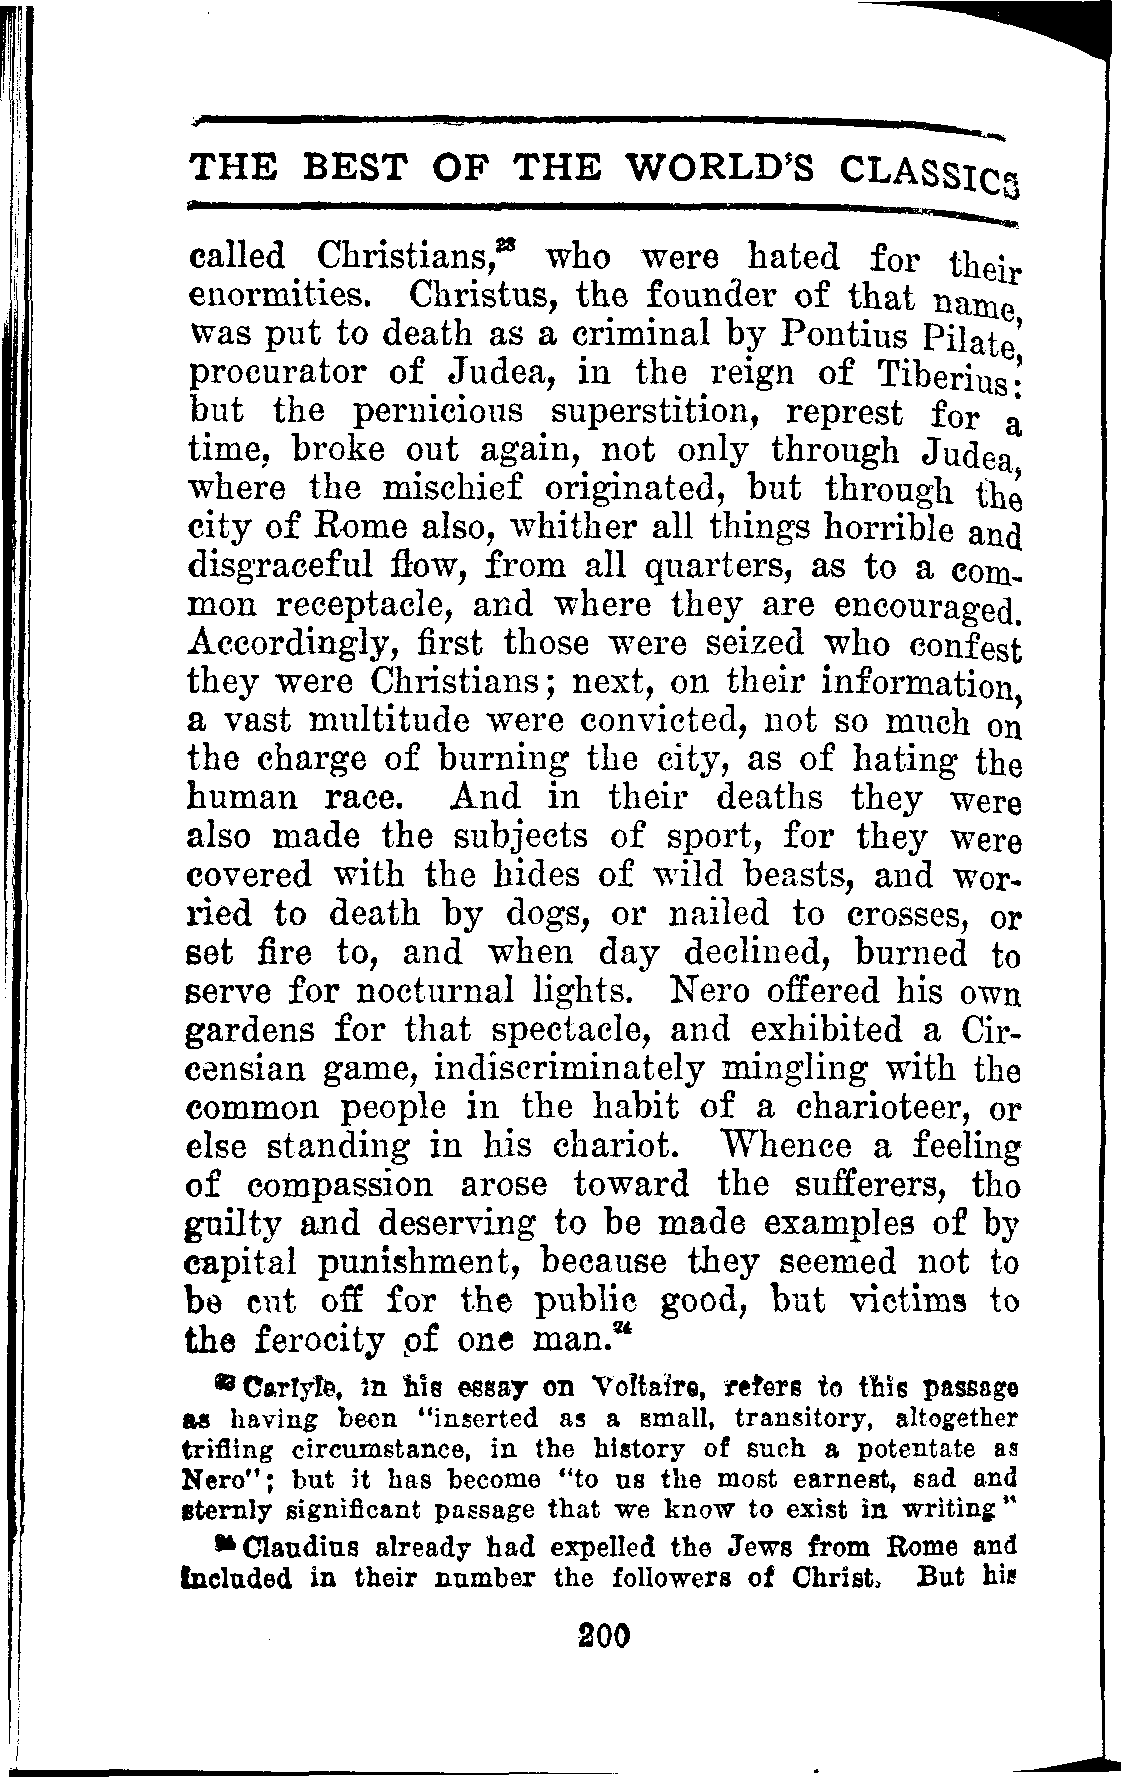 THE BEST OF THE WORLD'S CLASSICS
called Christians,²³ who were hated for their
enormities. Christus, the founder of that name,
was put to death as a criminal by Pontius Pilate,
procurator of Judea, in the reign of Tiberius:
but the pernicious superstition, represt for a
time, broke out again, not only through Judea,
where the mischief originated, but through the
city of Rome also, whither all things horrible and
disgraceful flow, from all quarters, as to a com-
mon receptacle, and where they are encouraged.
Accordingly, first those were seized who confest
they were Christians; next, on their information,
a vast multitude were convicted, not so much on
the charge of burning the city, as of hating the
human race. And in their deaths they were
also made the subjects of sport, for they were
covered with the hides of wild beasts, and wor-
ried to death by dogs, or nailed to crosses, or
set fire to, and when day declined, burned to
serve for nocturnal lights. Nero offered his own
gardens for that spectacle, and exhibited a Cir-
censian game, indiscriminately mingling with the
common people in the habit of a charioteer, or
else standing in his chariot. Whence a feeling
of compassion arose toward the sufferers, tho
guilty and deserving to be made examples of by
capital punishment, because they seemed not to
be cut off for the public good, but victims to
the ferocity of one man.²⁴
²³ Carlyle, in his essay on Voltaire, refers to this passage
as having been "inserted as a small, transitory, altogether
trifling circumstance, in the history of such a potentate as
Nero"; but it has become "to us the most earnest, sad and
sternly significant passage that we know to exist in writing"
²⁴ Claudius already had expelled the Jews from Rome and
included in their number the followers of Christ. But his
200